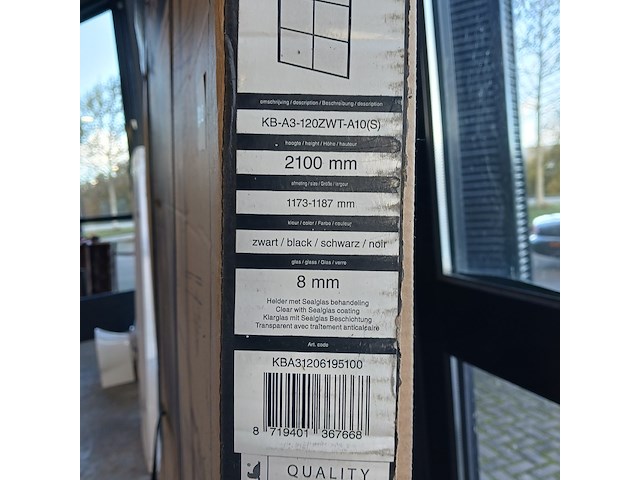 omschrijving / description / Beschreibung / description
KB-A3-120ZWT-A10(S)
hoogte / height / Höhe / hauteur
2100 mm
afmeting / size / Größe / largeur
1173-1187 mm
kleur / color / Farbe / couleur
zwart / black / schwarz / noir
glas / glass / Glas / verre
8 mm
Helder met Sealglas behandeling
Clear with Sealglas coating
Klarglas mit Sealglas Beschichtung
Transparent avec traitement anticalcaire
Art. code
KBA31206195100
8 719401 367668
QUALITY